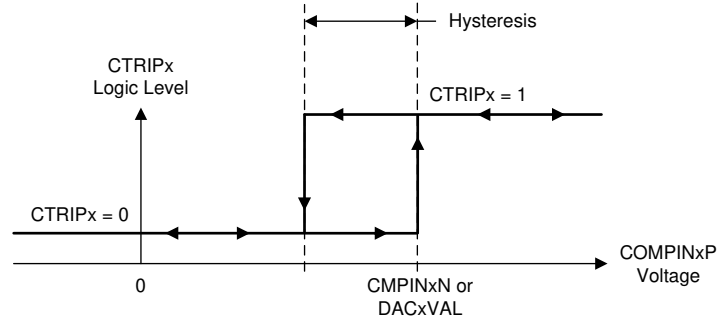 Hysteresis
CTRIPx
Logic Level
CTRIPx = 1
CTRIPx = 0
COMPINxP
Voltage
0
CMPINxN or
DACxVAL